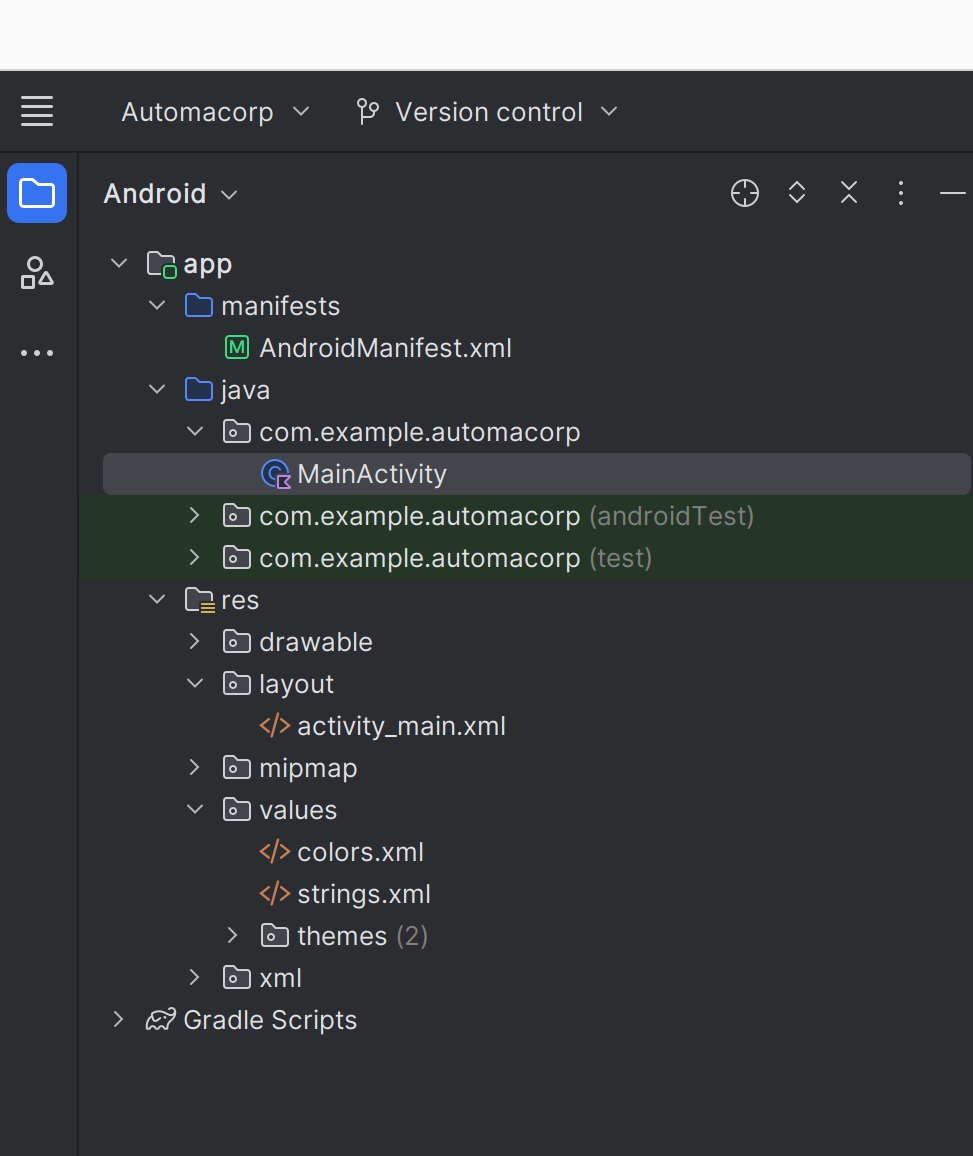 Automacorp Version control
Android
app
manifests
M AndroidManifest.xml
java
com.example.automacorp
C MainActivity
com.example.automacorp (androidTest)
com.example.automacorp (test)
res
drawable
layout
</> activity_main.xml
mipmap
values
</> colors.xml
</> strings.xml
themes (2)
xml
Gradle Scripts